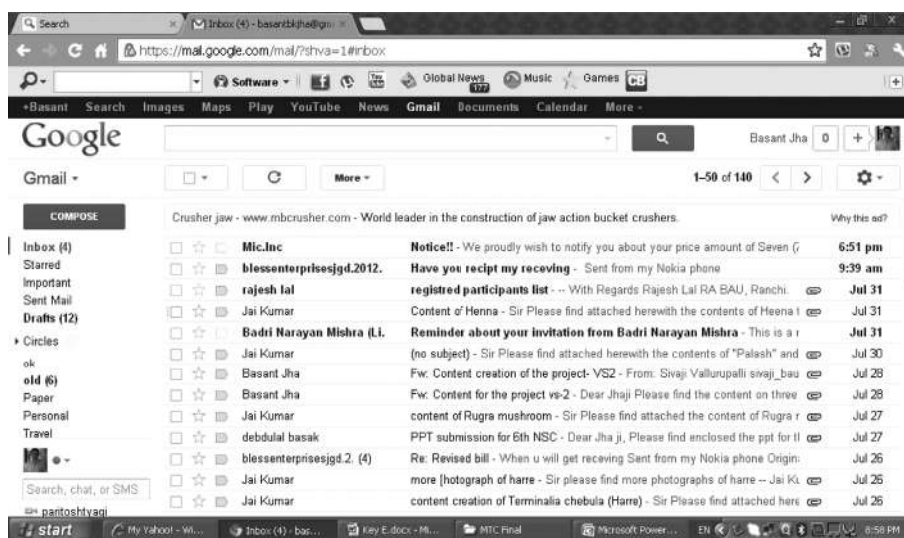 Search
Inbox (4) - basantbkjha@gm
https://mail.google.com/mail/?shva=1#inbox
Software
You Tube
Global News
177
Music
Games
CB
+Basant Search Images Maps Play YouTube News Gmail Documents Calendar More
Google
Basant Jha 0 +
Gmail
More
1–50 of 140
COMPOSE
Crusher jaw - www.mbcrusher.com - World leader in the construction of jaw action bucket crushers. Why this ad?
Inbox (4)
Starred
Important
Sent Mail
Drafts (12)
Circles
ok
old (6)
Paper
Personal
Travel
Search, chat, or SMS
paritoshtyagi
Mic.Inc Notice!! - We proudly wish to notify you about your price amount of Seven 6:51 pm
blessenterprisesjgd.2012. Have you recipt my receving - Sent from my Nokia phone 9:39 am
rajesh lal registred participants list - -- With Regards Rajesh Lal RA BAU, Ranchi. Jul 31
Jai Kumar Content of Henna - Sir Please find attached herewith the contents of Heena t Jul 31
Badri Narayan Mishra (Li. Reminder about your invitation from Badri Narayan Mishra - This is a r Jul 31
Jai Kumar (no subject) - Sir Please find attached herewith the contents of "Palash" and Jul 30
Basant Jha Fw: Content creation of the project- VS2 - From: Sivaji Vallurupalli sivaji_bau Jul 28
Basant Jha Fw: Content for the project vs-2 - Dear Jhaji Please find the content on three Jul 28
Jai Kumar content of Rugra mushroom - Sir Please find attached the content of Rugra r Jul 27
debdulal basak PPT submission for 6th NSC - Dear Jha ji, Please find enclosed the ppt for tl Jul 27
blessenterprisesjgd.2. (4) Re: Revised bill - When u will get receving Sent from my Nokia phone Origin: Jul 26
Jai Kumar more [hotograph of harre - Sir please find more photographs of harre -- Jai Ku Jul 26
Jai Kumar content creation of Terminalia chebula (Harre) - Sir Please find attached here Jul 26
start My Yahoo! - Wi... Inbox (4) - bas... Key E.docx - Mi... MTC Final Microsoft Power... EN 8:58 PM